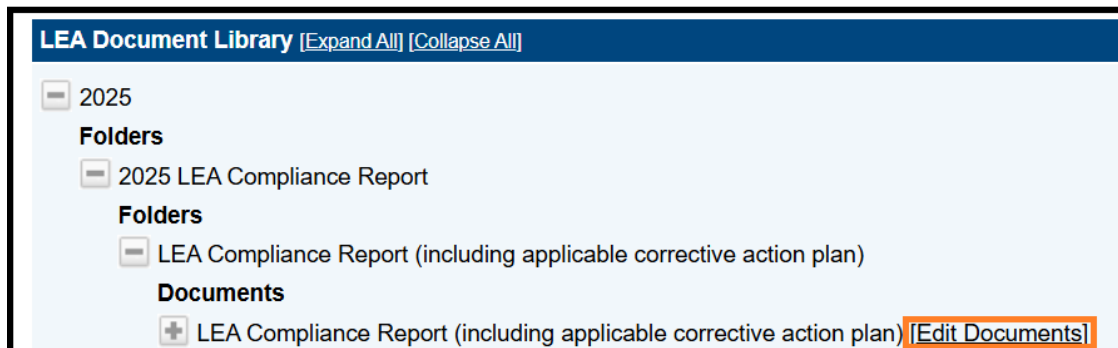 LEA Document Library [Expand All] [Collapse All]
2025
Folders
2025 LEA Compliance Report
Folders
LEA Compliance Report (including applicable corrective action plan)
Documents
LEA Compliance Report (including applicable corrective action plan) [Edit Documents]